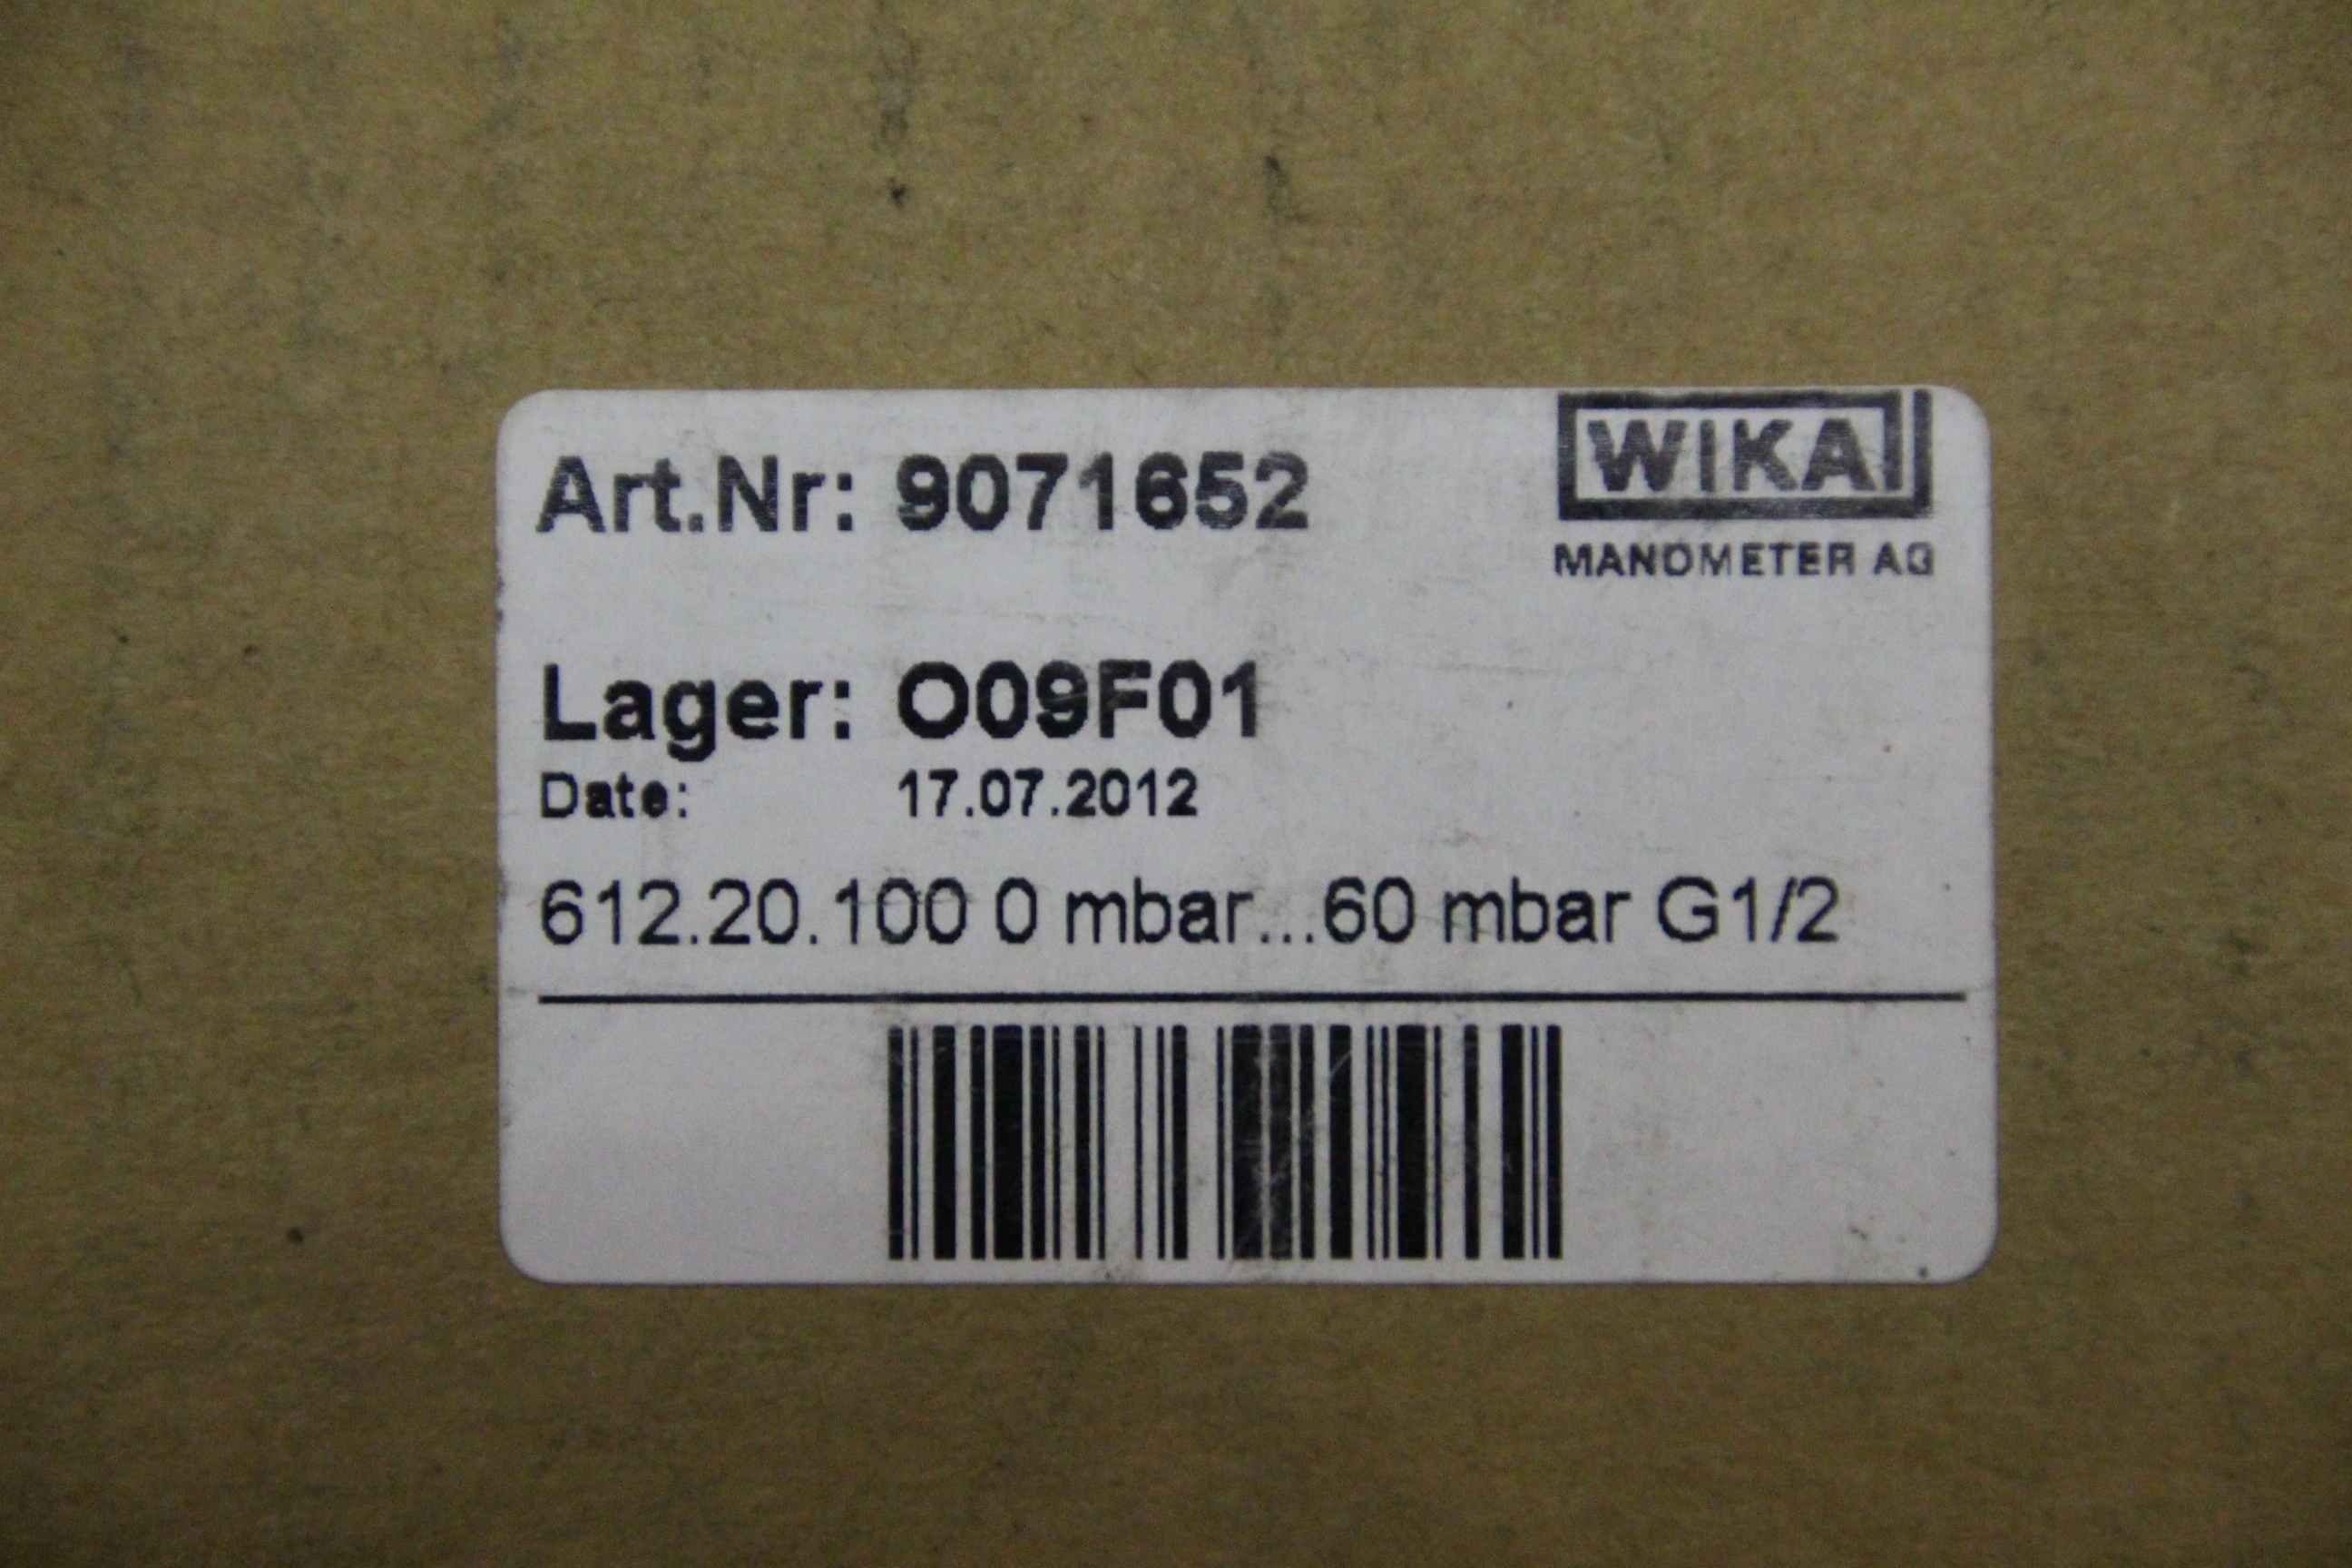 WIKA
MANOMETER AG
Art.Nr: 9071652
Lager: O09F01
Date: 17.07.2012
612.20.100 0 mbar...60 mbar G1/2